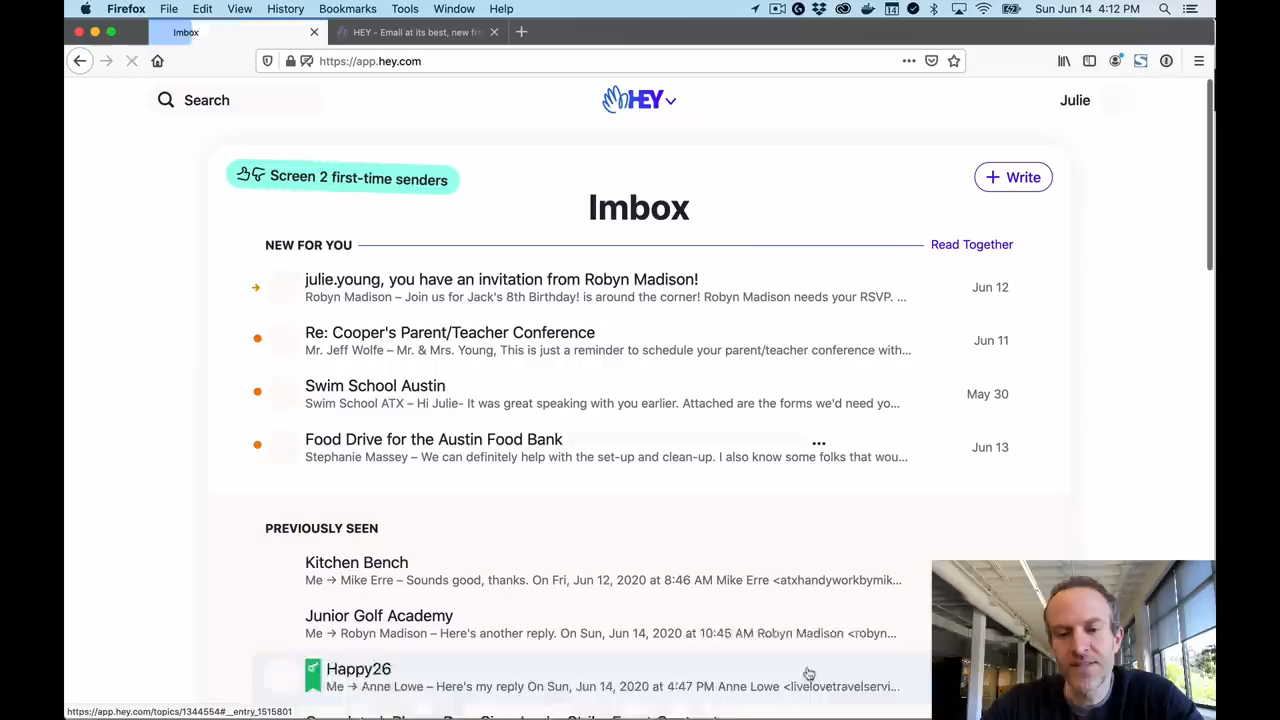 Firefox File Edit View History Bookmarks Tools Window Help
14
Sun Jun 14 4:12 PM
Imbox
HEY - Email at its best, new fre
https://app.hey.com
Search
HEY
Julie
Screen 2 first-time senders
+ Write
Imbox
NEW FOR YOU
Read Together
julie.young, you have an invitation from Robyn Madison!
Robyn Madison – Join us for Jack's 8th Birthday! is around the corner! Robyn Madison needs your RSVP. ...
Jun 12
Re: Cooper's Parent/Teacher Conference
Mr. Jeff Wolfe – Mr. & Mrs. Young, This is just a reminder to schedule your parent/teacher conference with...
Jun 11
Swim School Austin
Swim School ATX – Hi Julie- It was great speaking with you earlier. Attached are the forms we'd need yo...
May 30
Food Drive for the Austin Food Bank
...
Stephanie Massey – We can definitely help with the set-up and clean-up. I also know some folks that wou...
Jun 13
PREVIOUSLY SEEN
Kitchen Bench
Me → Mike Erre – Sounds good, thanks. On Fri, Jun 12, 2020 at 8:46 AM Mike Erre <atxhandyworkbymik...
Junior Golf Academy
Me → Robyn Madison – Here's another reply. On Sun, Jun 14, 2020 at 10:45 AM Robyn Madison <robyn...
Happy26
Me → Anne Lowe – Here's my reply On Sun, Jun 14, 2020 at 4:47 PM Anne Lowe <livelovetravelservi...
https://app.hey.com/topics/1344554#__entry_1515801